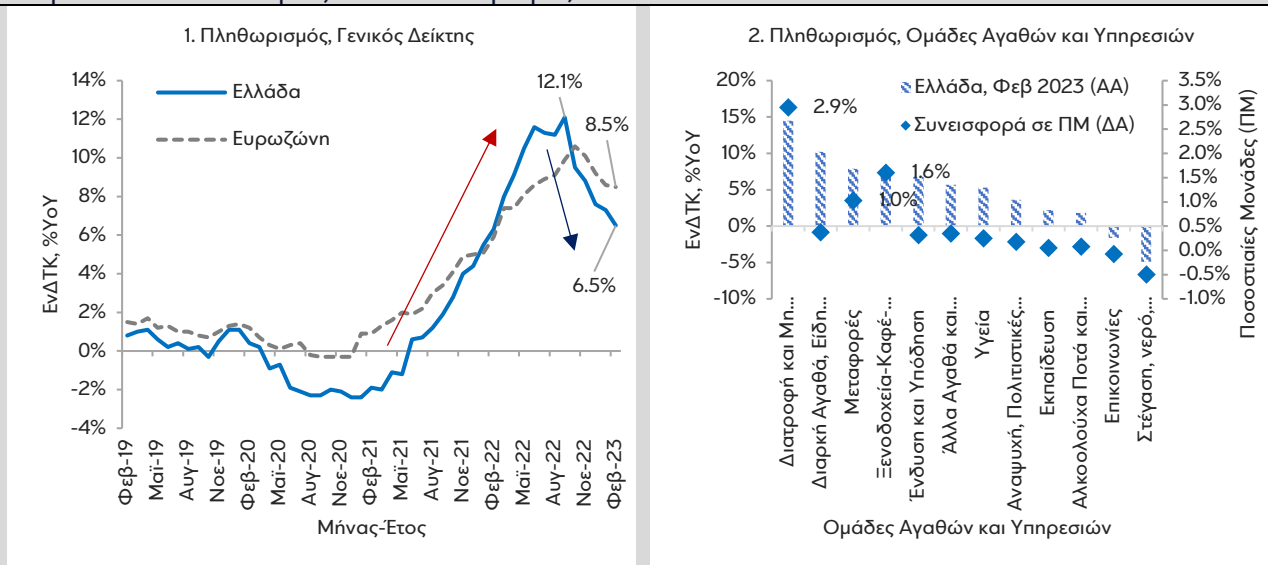 1. Πληθωρισμός, Γενικός Δείκτης
14%
12%
10%
8%
6%
4%
2%
0%
-2%
-4%
ΕνΔΤΚ, %YoY
Ελλάδα
Ευρωζώνη
12.1%
8.5%
6.5%
Φεβ-19
Μαϊ-19
Αυγ-19
Νοε-19
Φεβ-20
Μαϊ-20
Αυγ-20
Νοε-20
Φεβ-21
Μαϊ-21
Αυγ-21
Νοε-21
Φεβ-22
Μαϊ-22
Αυγ-22
Νοε-22
Φεβ-23
Μήνας-Έτος
2. Πληθωρισμός, Ομάδες Αγαθών και Υπηρεσιών
20%
15%
10%
5%
0%
-5%
-10%
ΕνΔΤΚ, %YoY
Ελλάδα, Φεβ 2023 (ΑΑ)
Συνεισφορά σε ΠΜ (ΔΑ)
2.9%
1.0%
1.6%
3.5%
3.0%
2.5%
2.0%
1.5%
1.0%
0.5%
0.0%
-0.5%
-1.0%
Ποσοστιαίες Μονάδες (ΠΜ)
Διατροφή και Μη...
Διαρκή Αγαθά, Είδη...
Μεταφορές
Ξενοδοχεία-Καφέ-...
Ένδυση και Υπόδηση
Άλλα Αγαθά και...
Υγεία
Αναψυχή, Πολιτιστικές...
Εκπαίδευση
Αλκοολούχα Ποτά και...
Επικοινωνίες
Στέγαση, νερό,...
Ομάδες Αγαθών και Υπηρεσιών